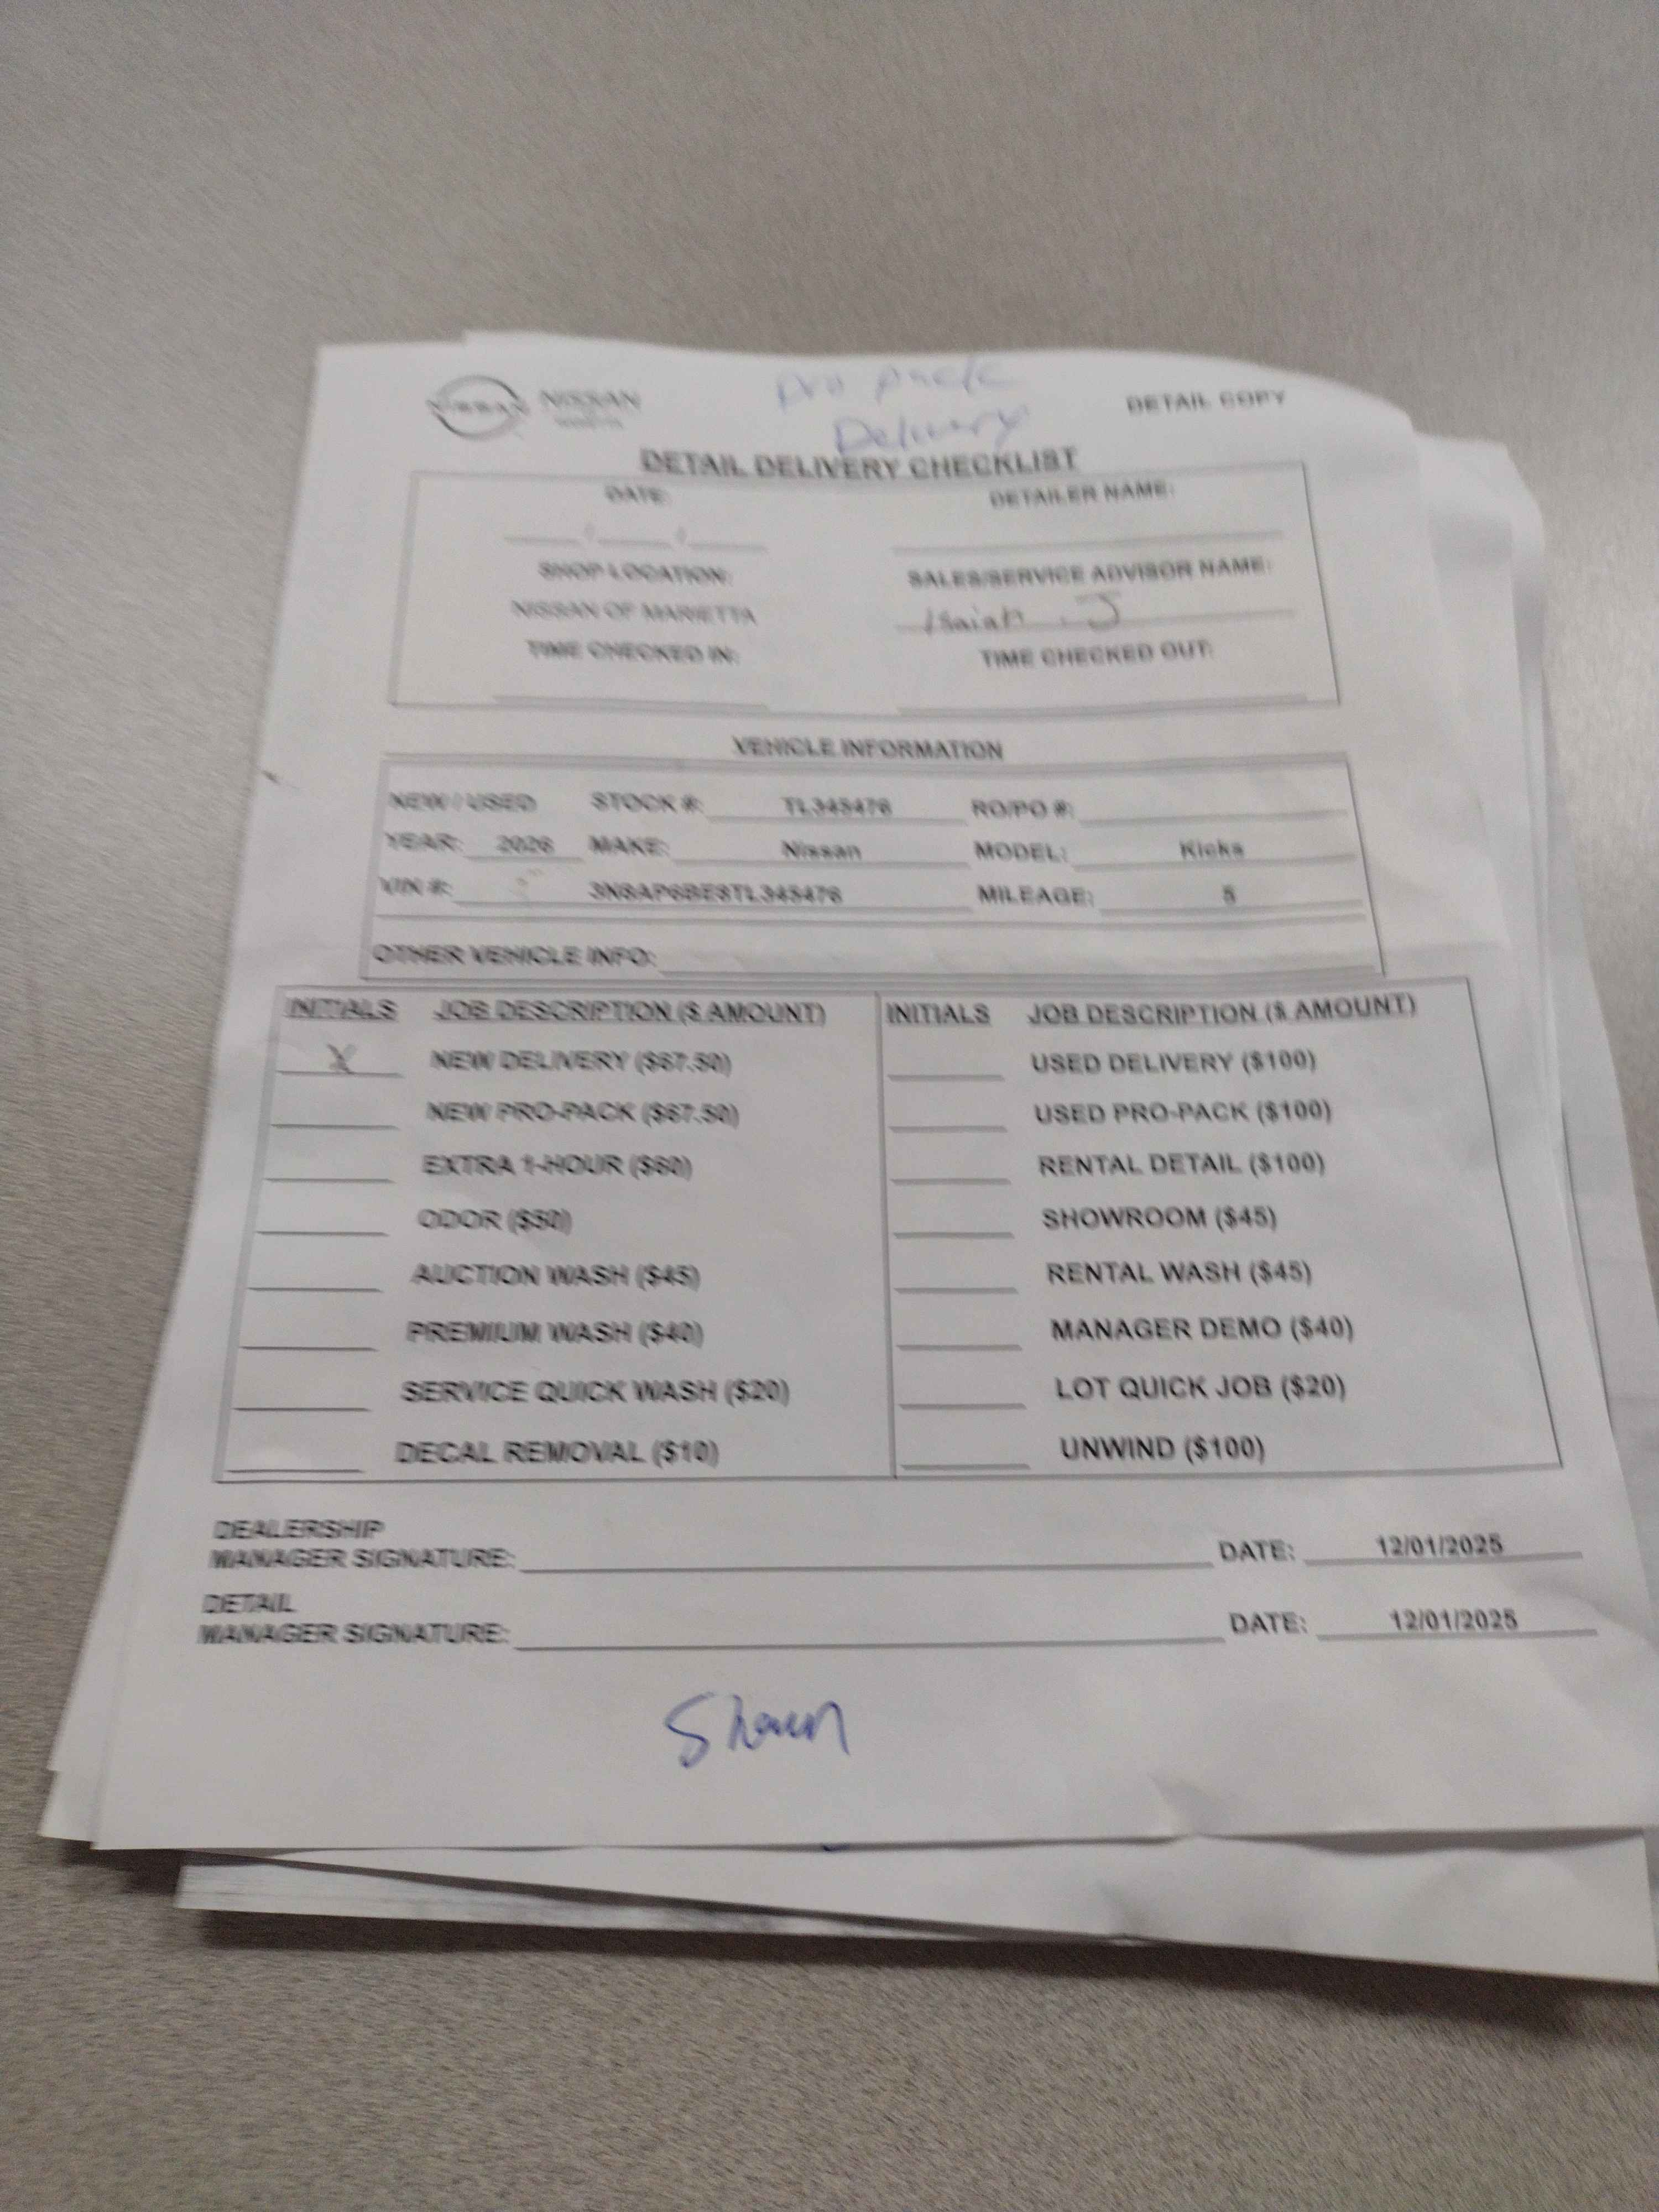 Pro pack
Delivery
NISSAN NISSAN
DETAIL COPY
DETAIL DELIVERY CHECKLIST
DATE: DETAILER NAME:
____/____/____
SHOP LOCATION: SALES/SERVICE ADVISOR NAME:
NISSAN OF MARIETTA Isaiah . J
TIME CHECKED IN: TIME CHECKED OUT:
VEHICLE INFORMATION
NEW / USED STOCK #: TL345476 RO/PO #:
YEAR: 2026 MAKE: Nissan MODEL: Kicks
VIN #: 3N8AP6BE8TL345476 MILEAGE: 5
OTHER VEHICLE INFO:
INITIALS JOB DESCRIPTION ($ AMOUNT) INITIALS JOB DESCRIPTION ($ AMOUNT)
X NEW DELIVERY ($67.50) USED DELIVERY ($100)
NEW PRO-PACK ($67.50) USED PRO-PACK ($100)
EXTRA 1-HOUR ($60) RENTAL DETAIL ($100)
ODOR ($50) SHOWROOM ($45)
AUCTION WASH ($45) RENTAL WASH ($45)
PREMIUM WASH ($40) MANAGER DEMO ($40)
SERVICE QUICK WASH ($20) LOT QUICK JOB ($20)
DECAL REMOVAL ($10) UNWIND ($100)
DEALERSHIP
MANAGER SIGNATURE: DATE: 12/01/2025
DETAIL
MANAGER SIGNATURE: DATE: 12/01/2025
Shaun